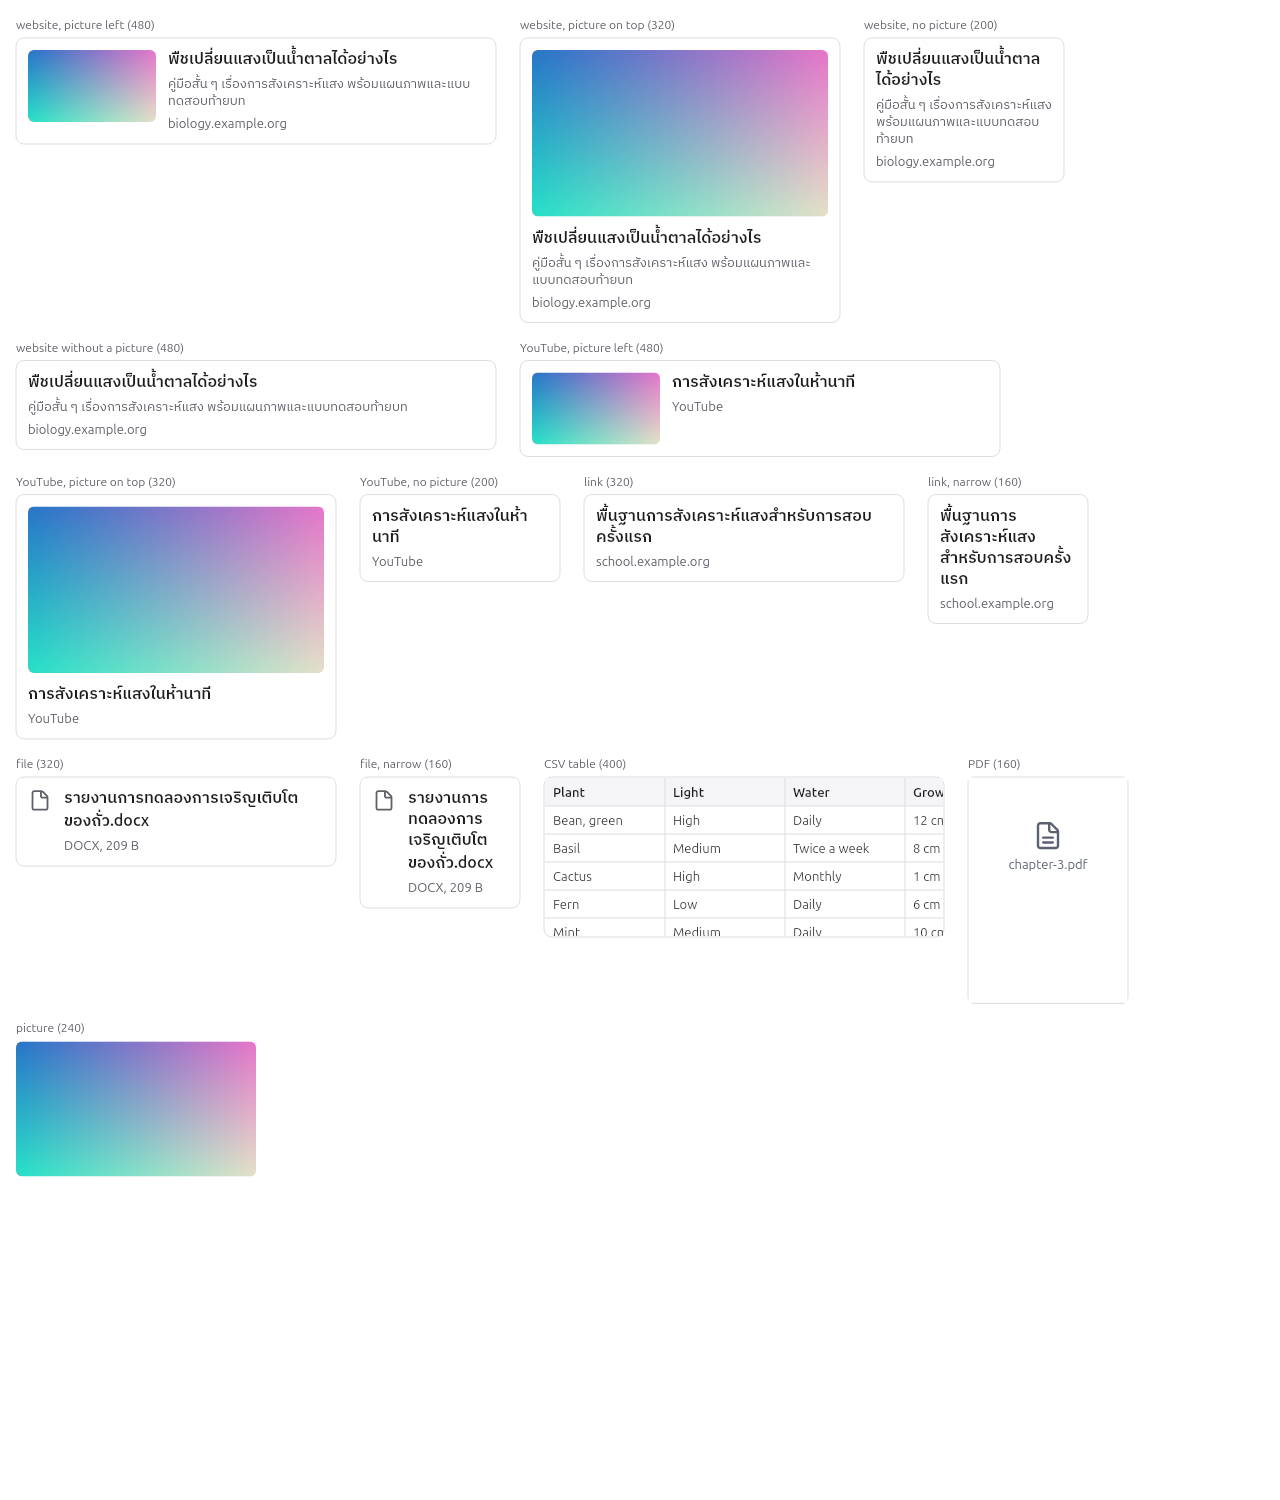 website, picture left (480)
พืชเปลี่ยนแสงเป็นน้ำตาลได้อย่างไร
คู่มือสั้น ๆ เรื่องการสังเคราะห์แสง พร้อมแผนภาพและแบบ
ทดสอบท้ายบท
biology.example.org
website, picture on top (320)
พืชเปลี่ยนแสงเป็นน้ำตาลได้อย่างไร
คู่มือสั้น ๆ เรื่องการสังเคราะห์แสง พร้อมแผนภาพและ
แบบทดสอบท้ายบท
biology.example.org
website, no picture (200)
พืชเปลี่ยนแสงเป็นน้ำตาล
ได้อย่างไร
คู่มือสั้น ๆ เรื่องการสังเคราะห์แสง
พร้อมแผนภาพและแบบทดสอบ
ท้ายบท
biology.example.org
website without a picture (480)
พืชเปลี่ยนแสงเป็นน้ำตาลได้อย่างไร
คู่มือสั้น ๆ เรื่องการสังเคราะห์แสง พร้อมแผนภาพและแบบทดสอบท้ายบท
biology.example.org
YouTube, picture left (480)
การสังเคราะห์แสงในห้านาที
YouTube
YouTube, picture on top (320)
การสังเคราะห์แสงในห้านาที
YouTube
YouTube, no picture (200)
การสังเคราะห์แสงในห้า
นาที
YouTube
link (320)
พื้นฐานการสังเคราะห์แสงสำหรับการสอบ
ครั้งแรก
school.example.org
link, narrow (160)
พื้นฐานการ
สังเคราะห์แสง
สำหรับการสอบครั้ง
แรก
school.example.org
file (320)
รายงานการทดลองการเจริญเติบโต
ของถั่ว.docx
DOCX, 209 B
file, narrow (160)
รายงานการ
ทดลองการ
เจริญเติบโต
ของถั่ว.docx
DOCX, 209 B
CSV table (400)
Plant Light Water Grow
Bean, green High Daily 12 cm
Basil Medium Twice a week 8 cm
Cactus High Monthly 1 cm
Fern Low Daily 6 cm
Mint Medium Daily 10 cm
PDF (160)
chapter-3.pdf
picture (240)